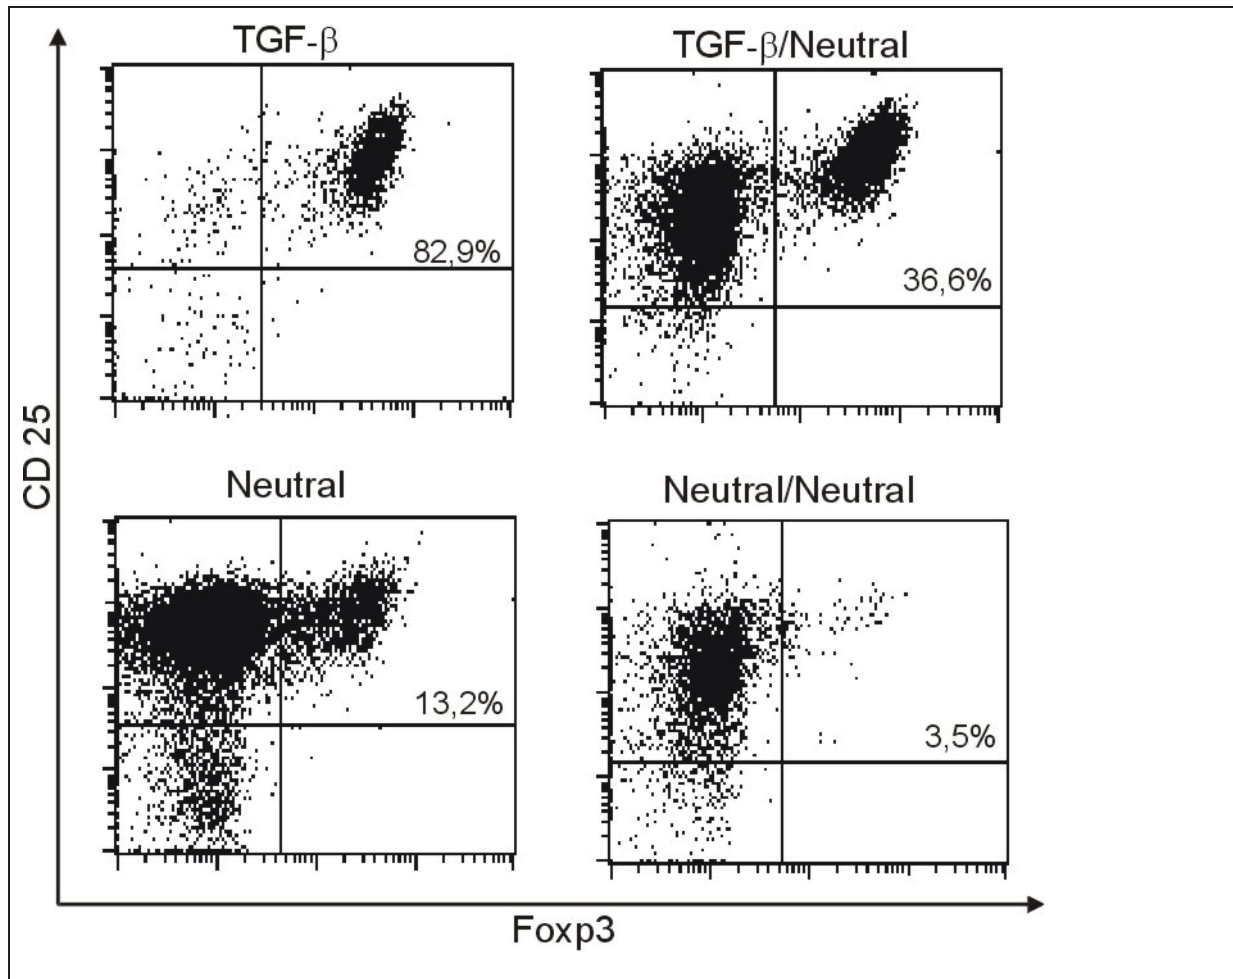 TGF-β
TGF-β/Neutral
82,9%
36,6%
CD 25
Neutral
Neutral/Neutral
13,2%
3,5%
Foxp3